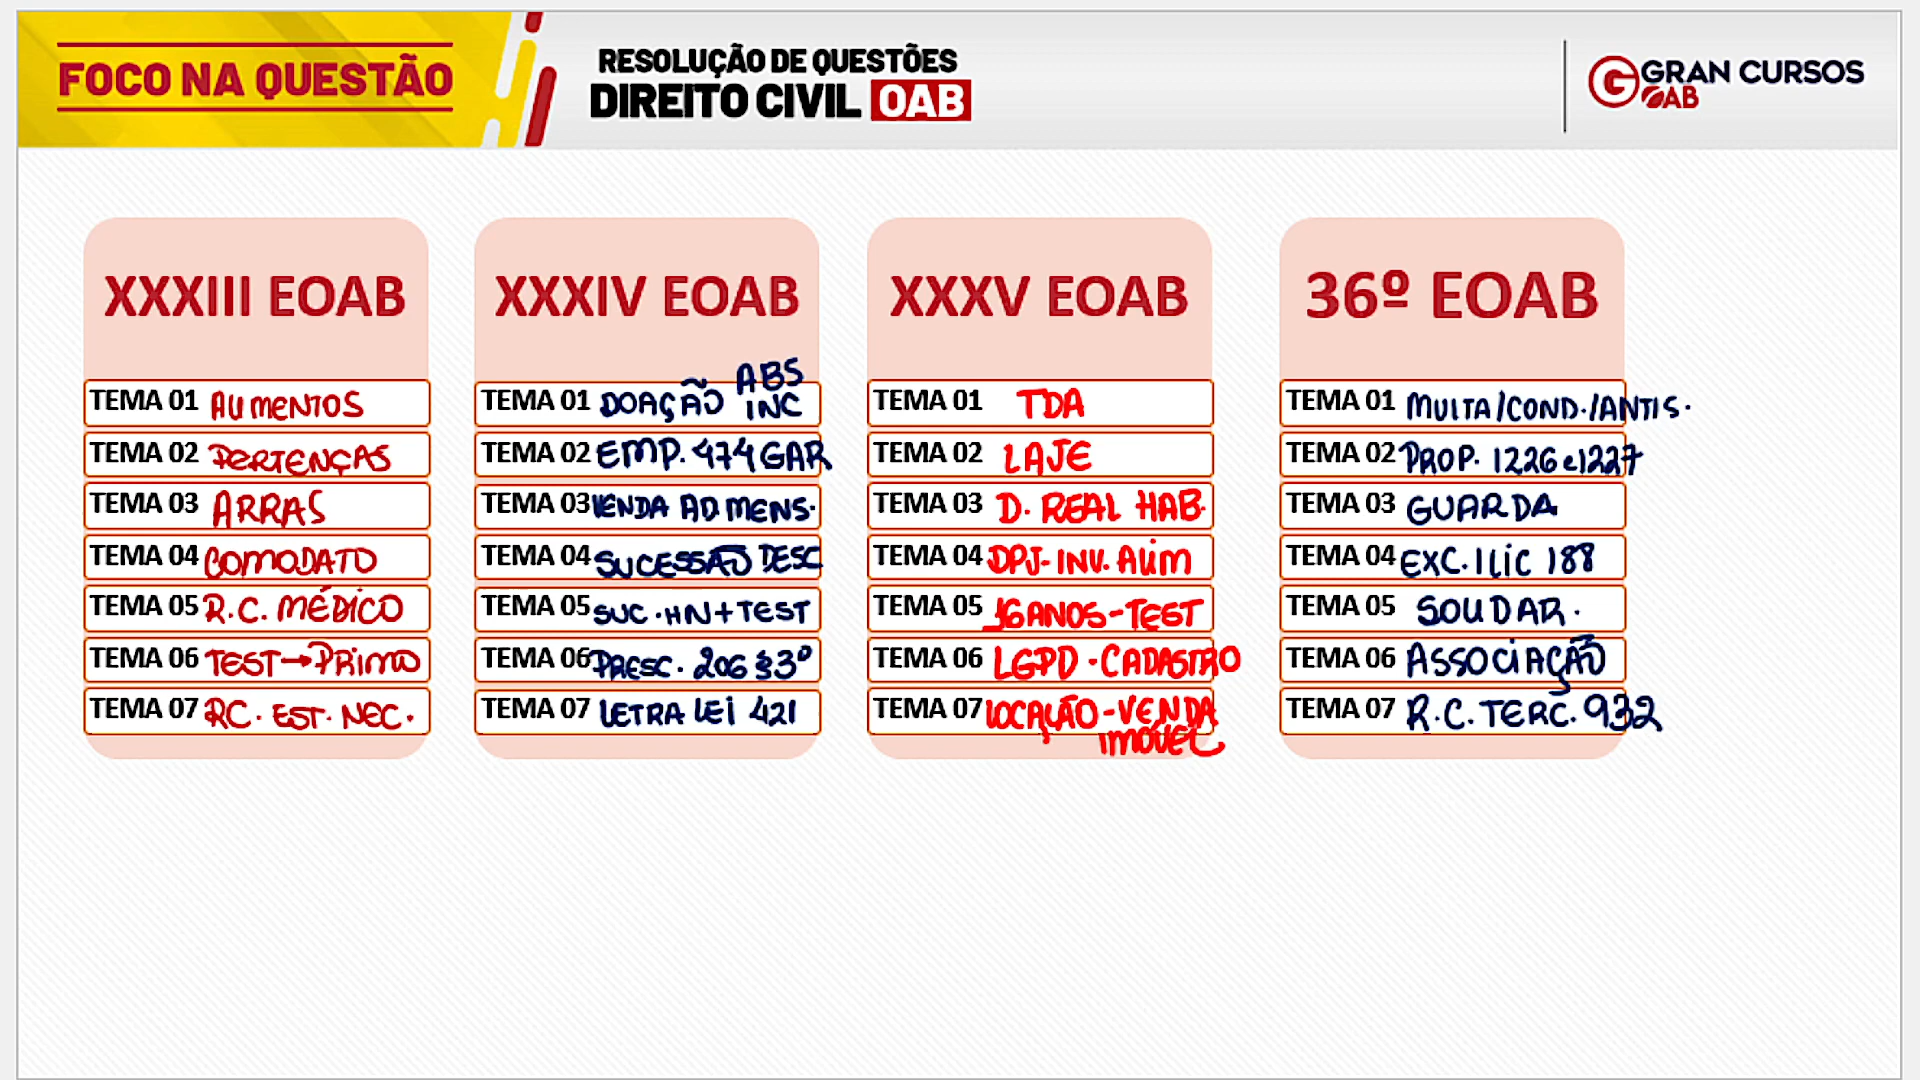 FOCO NA QUESTÃO
RESOLUÇÃO DE QUESTÕES
DIREITO CIVIL OAB
GRAN CURSOS
OAB
XXXIII EOAB
TEMA 01 AUMENTOS
TEMA 02 PERTENÇAS
TEMA 03 ARRAS
TEMA 04 COMODATO
TEMA 05 R.C. MÉDICO
TEMA 06 TEST→PRIMO
TEMA 07 RC. EST. NEC.
XXXIV EOAB
TEMA 01 DOAÇÃO ABS INC
TEMA 02 EMP. 474 GAR
TEMA 03 VENDA AD MENS.
TEMA 04 SUCESSÃO DESC
TEMA 05 SUC. HN + TEST
TEMA 06 PRESC. 206 §3º
TEMA 07 LETRA LEI 421
XXXV EOAB
TEMA 01 TDA
TEMA 02 LAJE
TEMA 03 D. REAL HAB.
TEMA 04 DPJ-INV. ALIM
TEMA 05 16 ANOS-TEST
TEMA 06 LGPD - CADASTRO
TEMA 07 LOCAÇÃO-VENDA
IMÓVEL
36º EOAB
TEMA 01 MULTA/COND./ANTIS.
TEMA 02 PROP. 1226 e 1227
TEMA 03 GUARDA
TEMA 04 EXC. ILIC 188
TEMA 05 SOLIDAR.
TEMA 06 ASSOCIAÇÃO
TEMA 07 R.C. TERC. 932